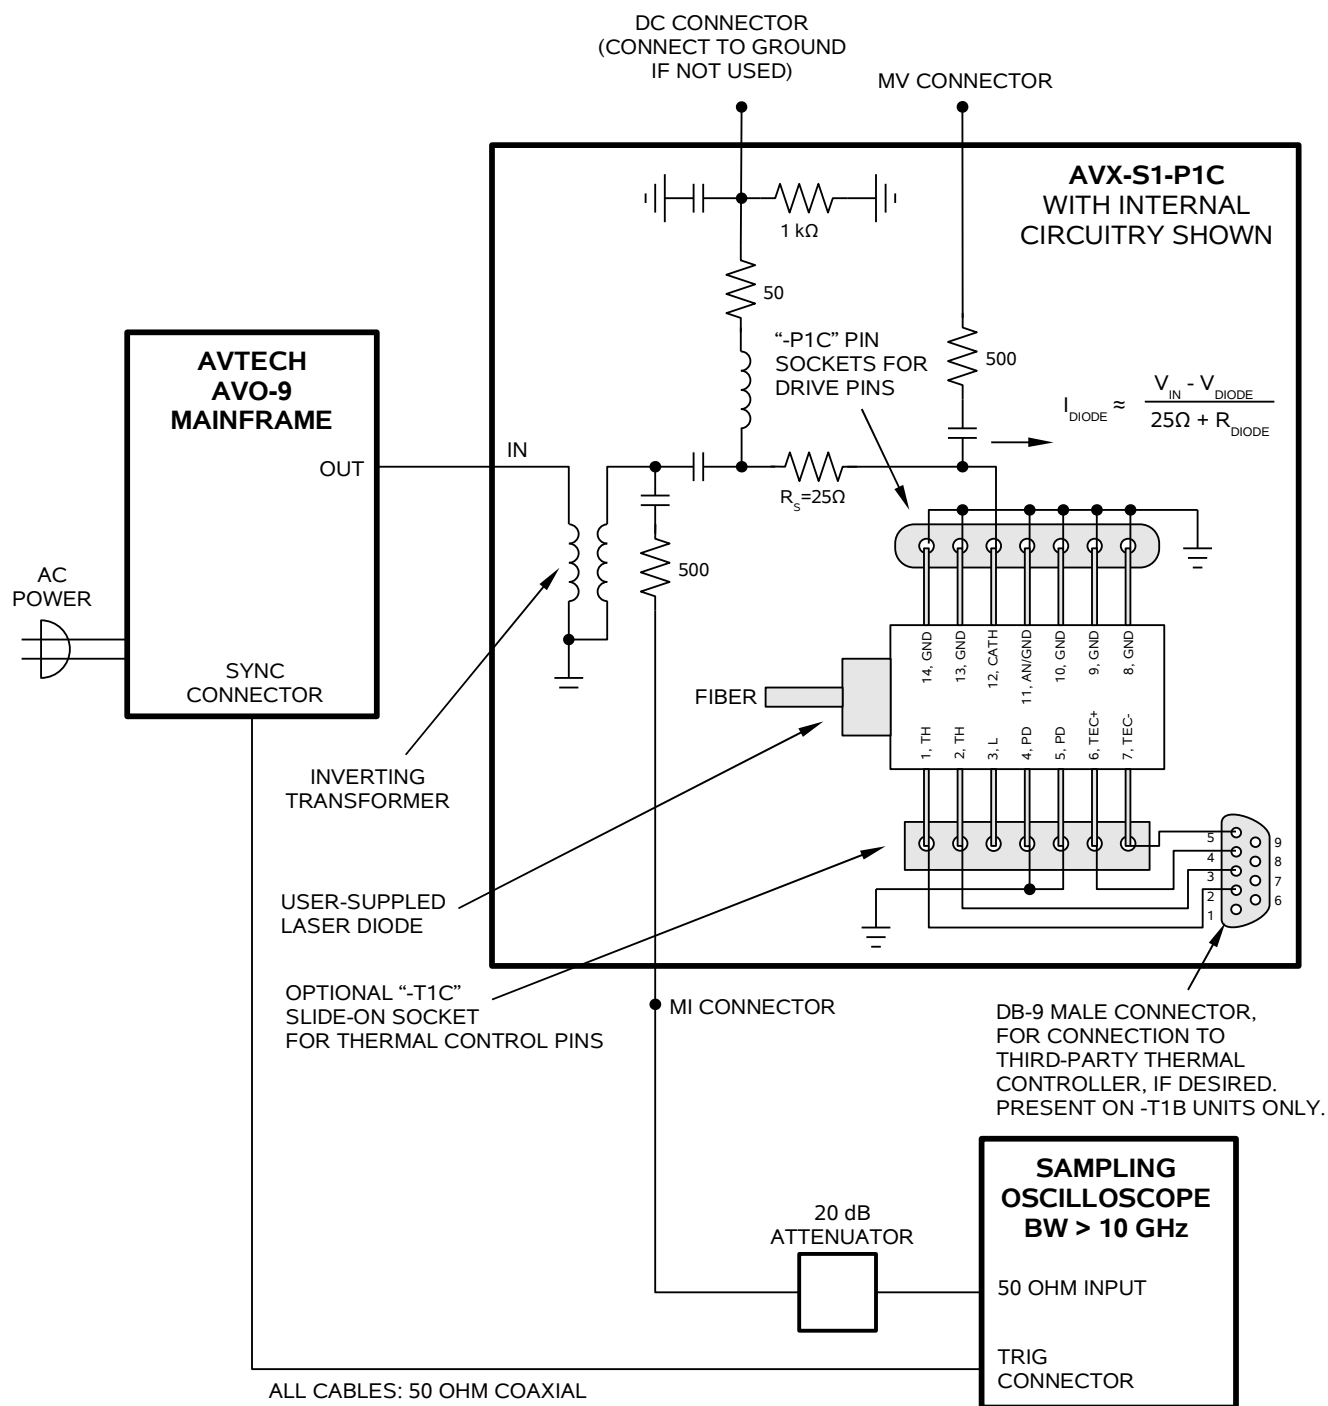 DC CONNECTOR
(CONNECT TO GROUND
IF NOT USED)
MV CONNECTOR
AVX-S1-P1C
WITH INTERNAL
CIRCUITRY SHOWN
1 kΩ
50
“-P1C” PIN
SOCKETS FOR
DRIVE PINS
500
I_DIODE ≈ V_IN - V_DIODE
25Ω + R_DIODE
AVTECH
AVO-9
MAINFRAME
OUT
IN
R_S=25Ω
500
AC
POWER
SYNC
CONNECTOR
14, GND
13, GND
12, CATH
11, AN/GND
10, GND
9, GND
8, GND
FIBER
1, TH
2, TH
3, L
4, PD
5, PD
6, TEC+
7, TEC-
INVERTING
TRANSFORMER
5
4
3
2
1
9
8
7
6
USER-SUPPLED
LASER DIODE
OPTIONAL “-T1C”
SLIDE-ON SOCKET
FOR THERMAL CONTROL PINS
MI CONNECTOR
DB-9 MALE CONNECTOR,
FOR CONNECTION TO
THIRD-PARTY THERMAL
CONTROLLER, IF DESIRED.
PRESENT ON -T1B UNITS ONLY.
SAMPLING
OSCILLOSCOPE
BW > 10 GHz
20 dB
ATTENUATOR
50 OHM INPUT
TRIG
CONNECTOR
ALL CABLES: 50 OHM COAXIAL